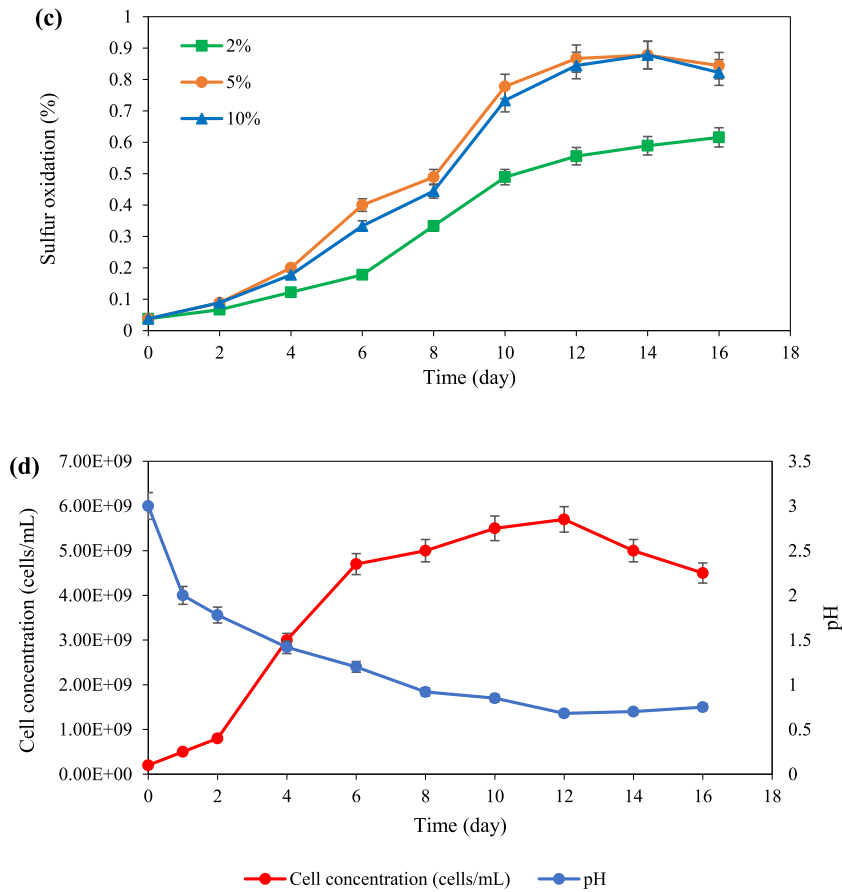 (c)
1
0.9
0.8
0.7
0.6
0.5
0.4
0.3
0.2
0.1
0
Sulfur oxidation (%)
2%
5%
10%
0 2 4 6 8 10 12 14 16 18
Time (day)
(d)
7.00E+09
6.00E+09
5.00E+09
4.00E+09
3.00E+09
2.00E+09
1.00E+09
0.00E+00
Cell concentration (cells/mL)
3.5
3
2.5
2
1.5
1
0.5
0
pH
0 2 4 6 8 10 12 14 16 18
Time (day)
Cell concentration (cells/mL) pH